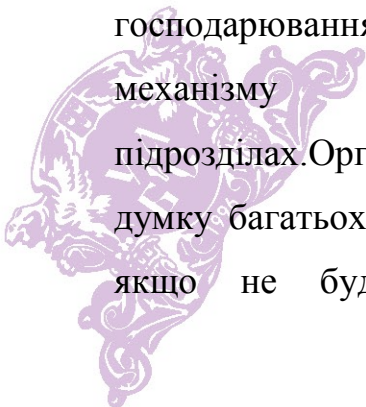 господарювання
механізму
підрозділах.Орг
думку багатьох
якщо не буд